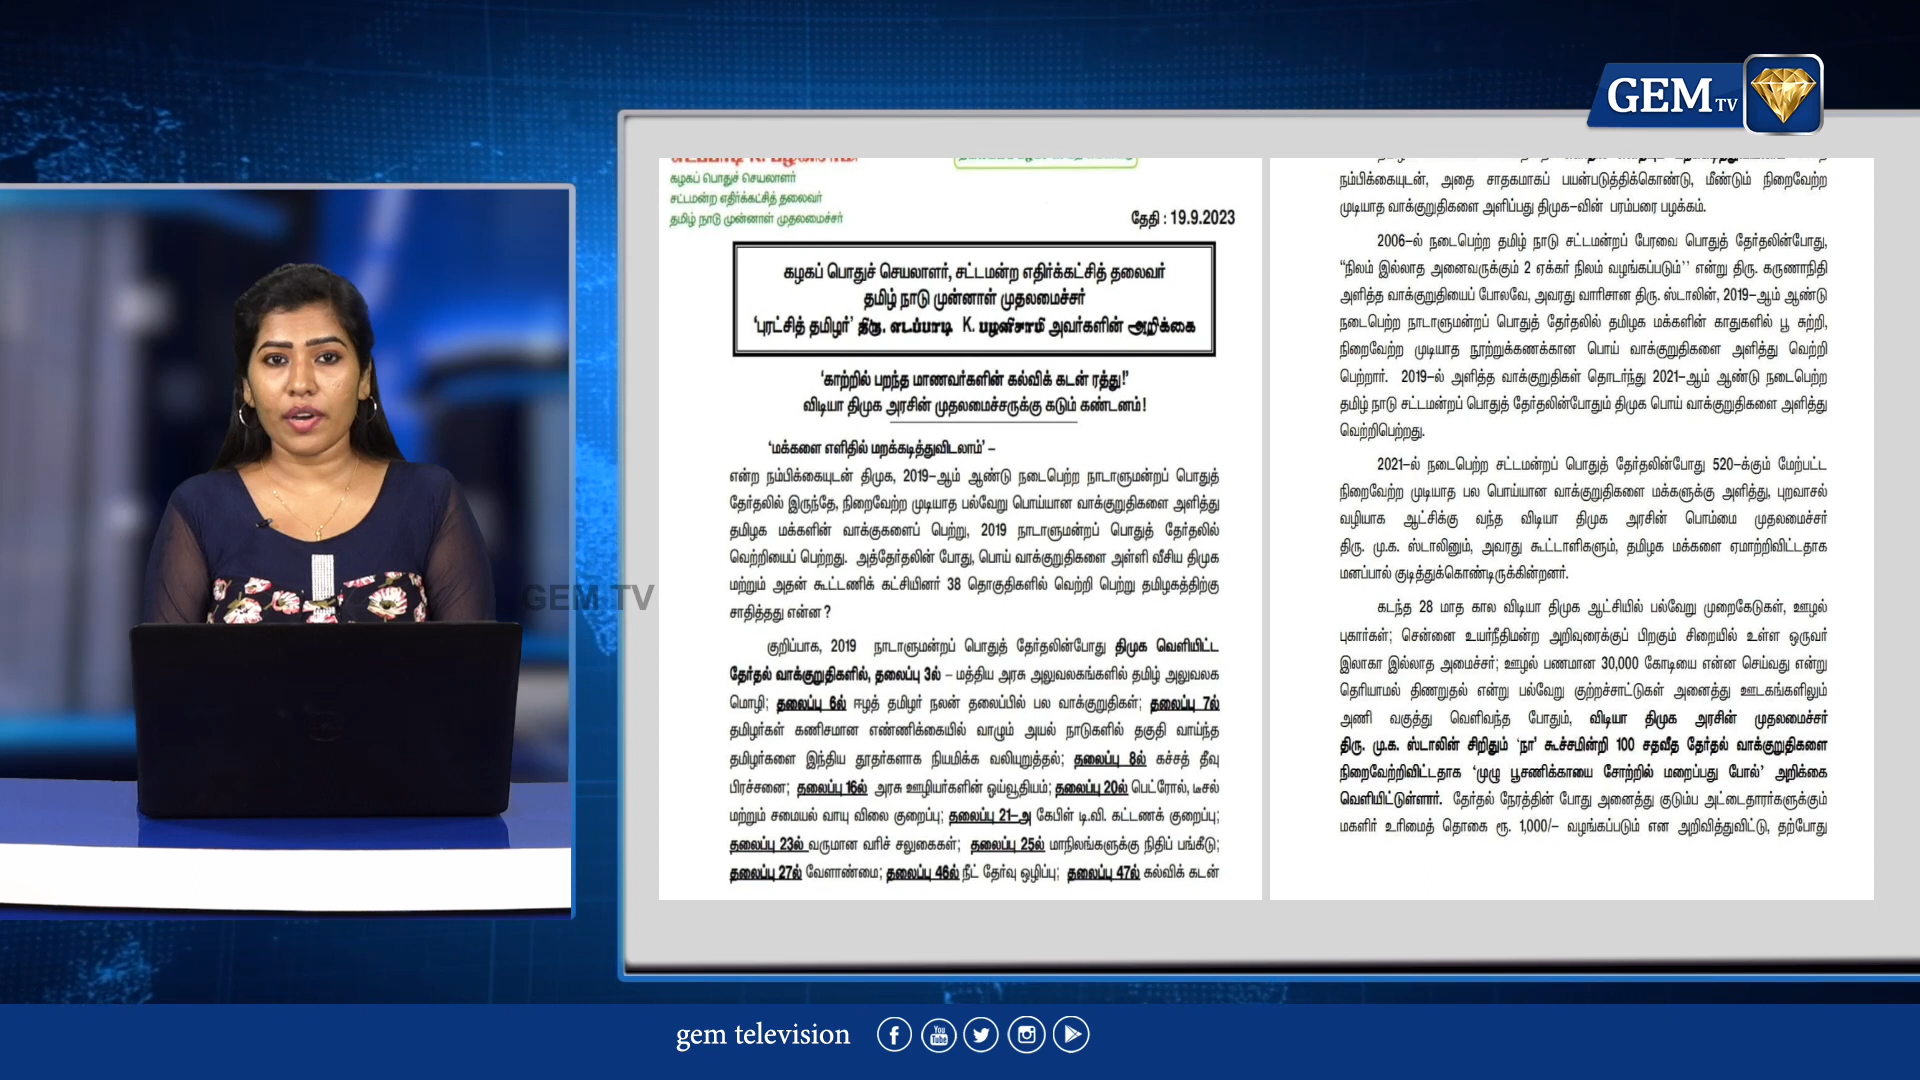 GEM TV
எடப்பாடி K. பழனிசாமி
கழகப் பொதுச் செயலாளர்
சட்டமன்ற எதிர்க்கட்சித் தலைவர்
தமிழ் நாடு முன்னாள் முதலமைச்சர்
தேதி : 19.9.2023
கழகப் பொதுச் செயலாளர், சட்டமன்ற எதிர்க்கட்சித் தலைவர்
தமிழ் நாடு முன்னாள் முதலமைச்சர்
‘புரட்சித் தமிழர்’ திரு. எடப்பாடி K. பழனிசாமி அவர்களின் அறிக்கை
‘காற்றில் பறந்த மாணவர்களின் கல்விக் கடன் ரத்து!’
விடியா திமுக அரசின் முதலமைச்சருக்கு கடும் கண்டனம்!
‘மக்களை எளிதில் மறக்கடித்துவிடலாம்’ –
என்ற நம்பிக்கையுடன் திமுக, 2019–ஆம் ஆண்டு நடைபெற்ற நாடாளுமன்றப் பொதுத்
தேர்தலில் இருந்தே, நிறைவேற்ற முடியாத பல்வேறு பொய்யான வாக்குறுதிகளை அளித்து
தமிழக மக்களின் வாக்குகளைப் பெற்று, 2019 நாடாளுமன்றப் பொதுத் தேர்தலில்
வெற்றியைப் பெற்றது. அத்தேர்தலின் போது, பொய் வாக்குறுதிகளை அள்ளி வீசிய திமுக
மற்றும் அதன் கூட்டணிக் கட்சியினர் 38 தொகுதிகளில் வெற்றி பெற்று தமிழகத்திற்கு
சாதித்தது என்ன ?
குறிப்பாக, 2019 நாடாளுமன்றப் பொதுத் தேர்தலின்போது திமுக வெளியிட்ட
தேர்தல் வாக்குறுதிகளில், தலைப்பு 3ல் – மத்திய அரசு அலுவலகங்களில் தமிழ் அலுவலக
மொழி; தலைப்பு 6ல் ஈழத் தமிழர் நலன் தலைப்பில் பல வாக்குறுதிகள்; தலைப்பு 7ல்
தமிழர்கள் கணிசமான எண்ணிக்கையில் வாழும் அயல் நாடுகளில் தகுதி வாய்ந்த
தமிழர்களை இந்திய தூதர்களாக நியமிக்க வலியுறுத்தல்; தலைப்பு 8ல் கச்சத் தீவு
பிரச்சனை; தலைப்பு 16ல் அரசு ஊழியர்களின் ஓய்வூதியம்; தலைப்பு 20ல் பெட்ரோல், டீசல்
மற்றும் சமையல் வாயு விலை குறைப்பு; தலைப்பு 21–அ கேபிள் டி.வி. கட்டணக் குறைப்பு;
தலைப்பு 23ல் வருமான வரிச் சலுகைகள்; தலைப்பு 25ல் மாநிலங்களுக்கு நிதிப் பங்கீடு;
தலைப்பு 27ல் வேளாண்மை; தலைப்பு 46ல் நீட் தேர்வு ஒழிப்பு; தலைப்பு 47ல் கல்விக் கடன்
நம்பிக்கையுடன், அதை சாதகமாகப் பயன்படுத்திக்கொண்டு, மீண்டும் நிறைவேற்ற
முடியாத வாக்குறுதிகளை அளிப்பது திமுக–வின் பரம்பரை பழக்கம்.
2006–ல் நடைபெற்ற தமிழ் நாடு சட்டமன்றப் பேரவை பொதுத் தேர்தலின்போது,
“நிலம் இல்லாத அனைவருக்கும் 2 ஏக்கர் நிலம் வழங்கப்படும்’’ என்று திரு. கருணாநிதி
அளித்த வாக்குறுதியைப் போலவே, அவரது வாரிசான திரு. ஸ்டாலின், 2019–ஆம் ஆண்டு
நடைபெற்ற நாடாளுமன்றப் பொதுத் தேர்தலில் தமிழக மக்களின் காதுகளில் பூ சுற்றி,
நிறைவேற்ற முடியாத நூற்றுக்கணக்கான பொய் வாக்குறுதிகளை அளித்து வெற்றி
பெற்றார். 2019–ல் அளித்த வாக்குறுதிகள் தொடர்ந்து 2021–ஆம் ஆண்டு நடைபெற்ற
தமிழ் நாடு சட்டமன்றப் பொதுத் தேர்தலின்போதும் திமுக பொய் வாக்குறுதிகளை அளித்து
வெற்றிபெற்றது.
2021–ல் நடைபெற்ற சட்டமன்றப் பொதுத் தேர்தலின்போது 520–க்கும் மேற்பட்ட
நிறைவேற்ற முடியாத பல பொய்யான வாக்குறுதிகளை மக்களுக்கு அளித்து, புறவாசல்
வழியாக ஆட்சிக்கு வந்த விடியா திமுக அரசின் பொம்மை முதலமைச்சர்
திரு. மு.க. ஸ்டாலினும், அவரது கூட்டாளிகளும், தமிழக மக்களை ஏமாற்றிவிட்டதாக
மனப்பால் குடித்துக்கொண்டிருக்கின்றனர்.
கடந்த 28 மாத கால விடியா திமுக ஆட்சியில் பல்வேறு முறைகேடுகள், ஊழல்
புகார்கள்; சென்னை உயர்நீதிமன்ற அறிவுரைக்குப் பிறகும் சிறையில் உள்ள ஒருவர்
இலாகா இல்லாத அமைச்சர்; ஊழல் பணமான 30,000 கோடியை என்ன செய்வது என்று
தெரியாமல் திணறுதல் என்று பல்வேறு குற்றச்சாட்டுகள் அனைத்து ஊடகங்களிலும்
அணி வகுத்து வெளிவந்த போதும், விடியா திமுக அரசின் முதலமைச்சர்
திரு. மு.க. ஸ்டாலின் சிறிதும் ‘நா’ கூச்சமின்றி 100 சதவீத தேர்தல் வாக்குறுதிகளை
நிறைவேற்றிவிட்டதாக ‘முழு பூசணிக்காயை சோற்றில் மறைப்பது போல்’ அறிக்கை
வெளியிட்டுள்ளார். தேர்தல் நேரத்தின் போது அனைத்து குடும்ப அட்டைதாரர்களுக்கும்
மகளிர் உரிமைத் தொகை ரூ. 1,000/– வழங்கப்படும் என அறிவித்துவிட்டு, தற்போது
GEM TV
gem television
You Tube